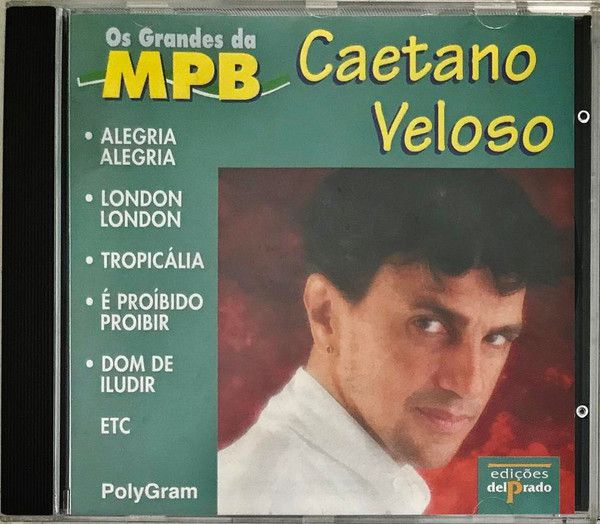 Os Grandes da
MPB
Caetano
Veloso
• ALEGRIA
ALEGRIA
• LONDON
LONDON
• TROPICÁLIA
• É PROÍBIDO
PROIBIR
• DOM DE
ILUDIR
ETC
PolyGram
edições
delPrado